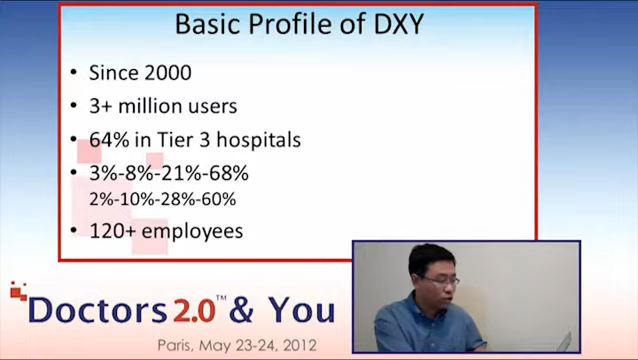 Basic Profile of DXY
• Since 2000
• 3+ million users
• 64% in Tier 3 hospitals
• 3%-8%-21%-68%
2%-10%-28%-60%
• 120+ employees
Doctors 2.0™ & You
Paris, May 23-24, 2012